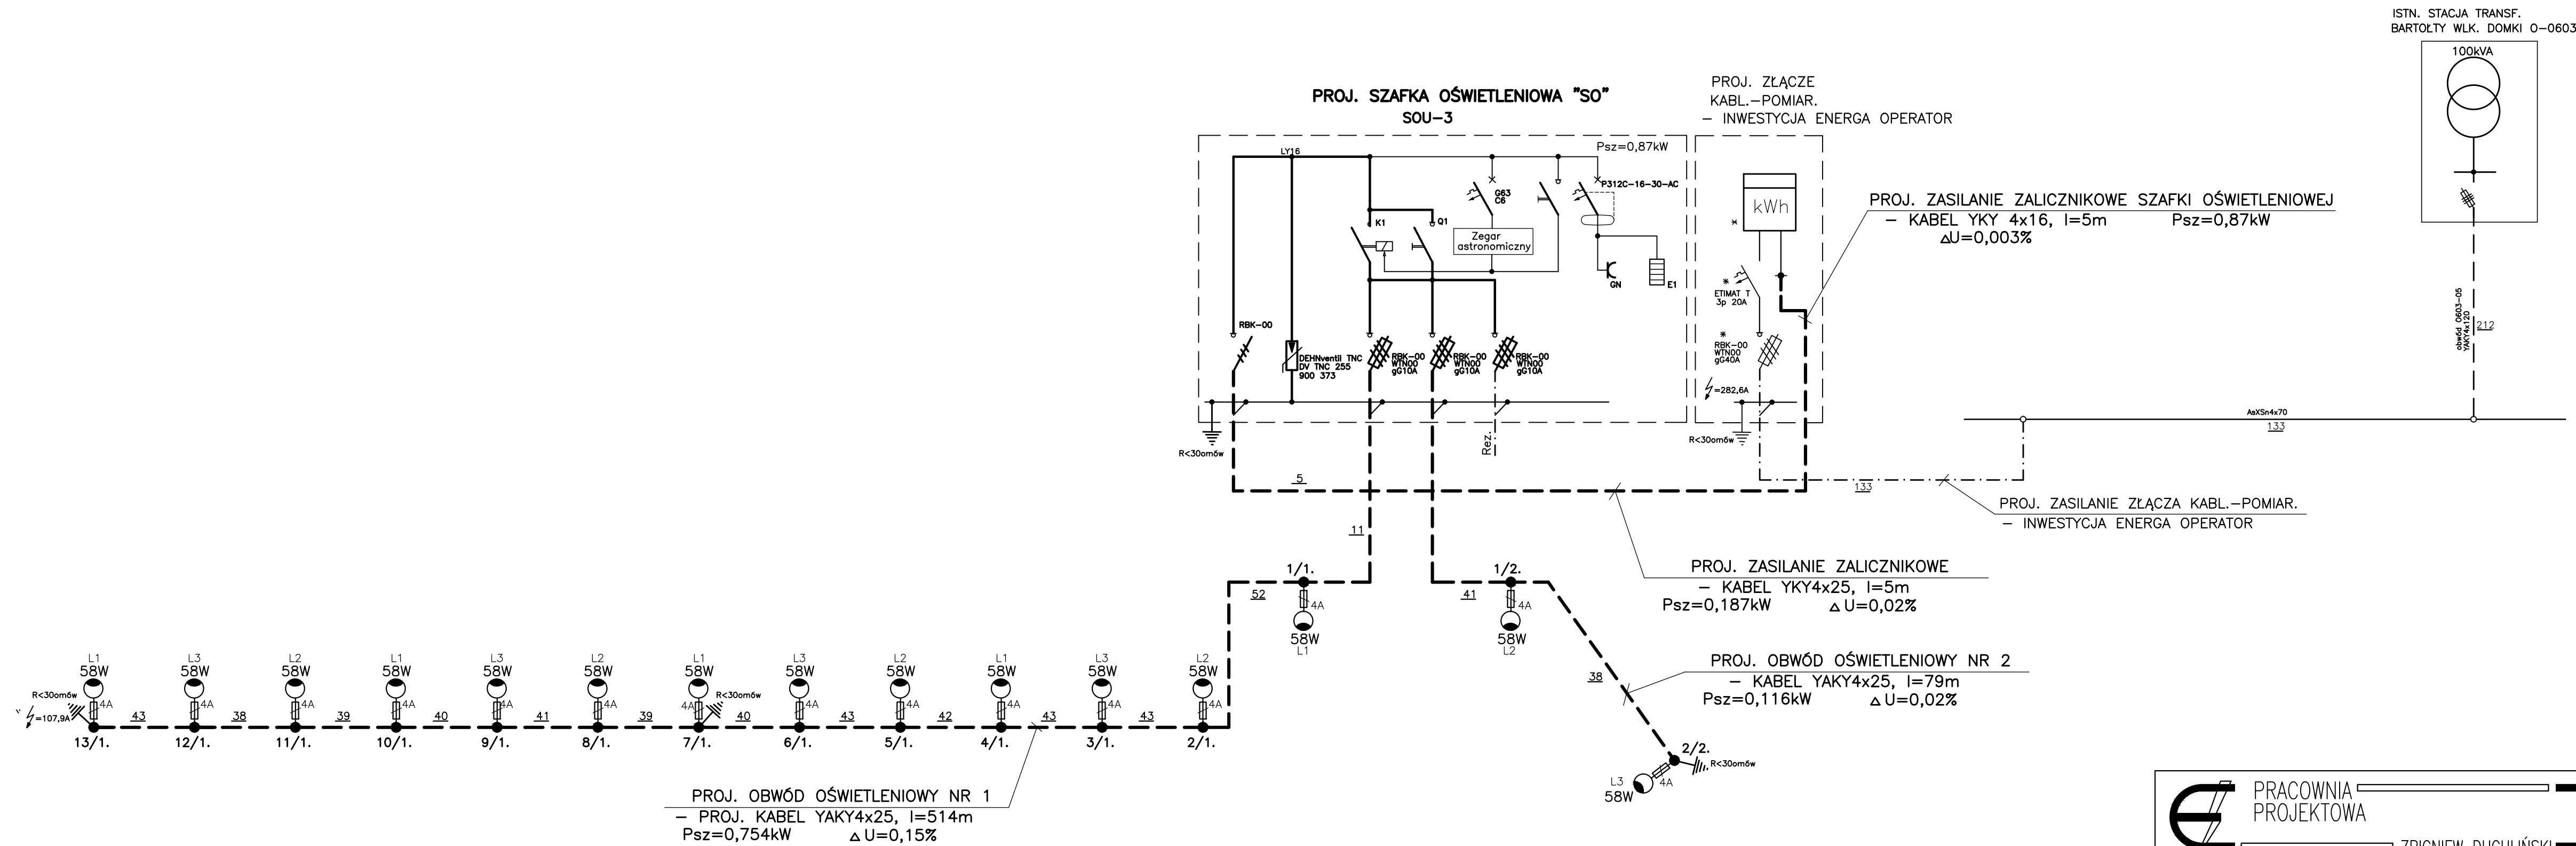 ISTN. STACJA TRANSF.
BARTOŁTY WLK. DOMKI O-0603
100kVA
PROJ. ZŁĄCZE
KABL.-POMIAR.
- INWESTYCJA ENERGA OPERATOR
PROJ. SZAFKA OŚWIETLENIOWA "SO"
SOU-3
Psz=0,87kW
LY16
G63
C6
P312C-16-30-AC
K1
Q1
Zegar
astronomiczny
GN
E1
kWh
*
* ETIMAT T
3p 20A
*
RBK-00
WTN00
gG40A
=282,6A
R<30omów
PROJ. ZASILANIE ZALICZNIKOWE SZAFKI OŚWIETLENIOWEJ
- KABEL YKY 4x16, l=5m Psz=0,87kW
ΔU=0,003%
obwód 0603-05
YAKY4x120
212
RBK-00
DEHNventil TNC
DV TNC 255
900 373
RBK-00
WTN00
gG10A
RBK-00
WTN00
gG10A
RBK-00
WTN00
gG10A
Rez.
R<30omów
AsXSn4x70
133
5
133
PROJ. ZASILANIE ZŁĄCZA KABL.-POMIAR.
- INWESTYCJA ENERGA OPERATOR
11
PROJ. ZASILANIE ZALICZNIKOWE
- KABEL YKY4x25, l=5m
Psz=0,187kW ΔU=0,02%
1/1.
52
4A
58W
L1
1/2.
41
4A
58W
L2
38
PROJ. OBWÓD OŚWIETLENIOWY NR 2
- KABEL YAKY4x25, l=79m
Psz=0,116kW ΔU=0,02%
2/2.
R<30omów
L3
58W
4A
L1 L3 L2 L1 L3 L2 L1 L3 L2 L1 L3 L2
58W 58W 58W 58W 58W 58W 58W 58W 58W 58W 58W 58W
R<30omów R<30omów
4A 4A 4A 4A 4A 4A 4A 4A 4A 4A 4A 4A
=107,9A 43 38 39 40 41 39 40 43 42 43 43
13/1. 12/1. 11/1. 10/1. 9/1. 8/1. 7/1. 6/1. 5/1. 4/1. 3/1. 2/1.
PROJ. OBWÓD OŚWIETLENIOWY NR 1
- PROJ. KABEL YAKY4x25, l=514m
Psz=0,754kW ΔU=0,15%
PRACOWNIA
PROJEKTOWA